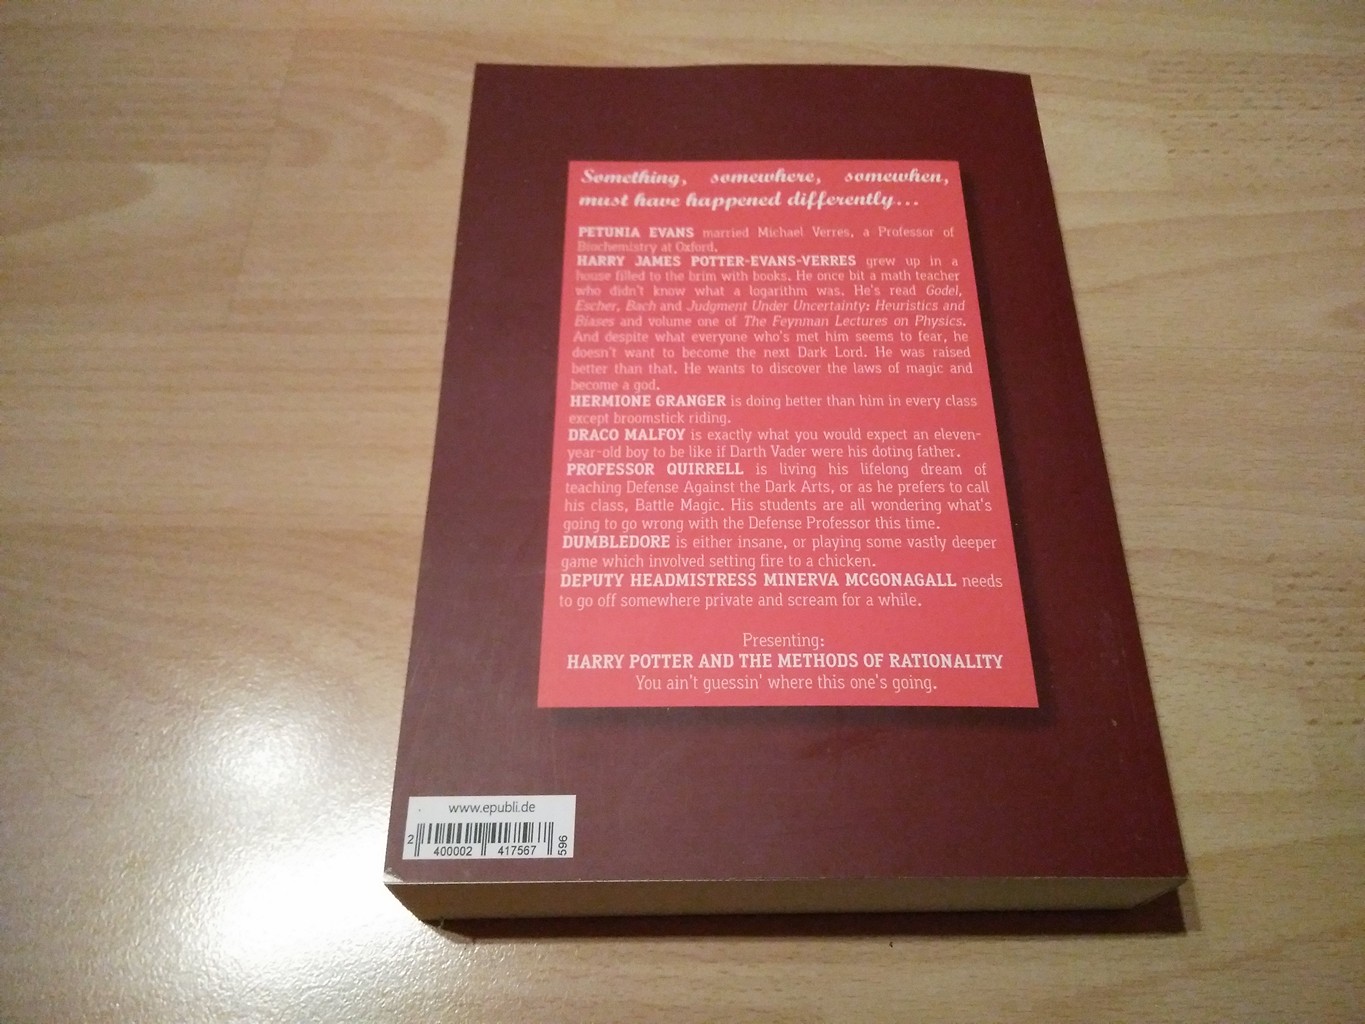 Something, somewhere, somewhen,
must have happened differently...
PETUNIA EVANS married Michael Verres, a Professor of
Biochemistry at Oxford.
HARRY JAMES POTTER-EVANS-VERRES grew up in a
house filled to the brim with books. He once bit a math teacher
who didn't know what a logarithm was. He's read Godel,
Escher, Bach and Judgment Under Uncertainty: Heuristics and
Biases and volume one of The Feynman Lectures on Physics.
And despite what everyone who's met him seems to fear, he
doesn't want to become the next Dark Lord. He was raised
better than that. He wants to discover the laws of magic and
become a god.
HERMIONE GRANGER is doing better than him in every class
except broomstick riding.
DRACO MALFOY is exactly what you would expect an eleven-
year-old boy to be like if Darth Vader were his doting father.
PROFESSOR QUIRRELL is living his lifelong dream of
teaching Defense Against the Dark Arts, or as he prefers to call
his class, Battle Magic. His students are all wondering what's
going to go wrong with the Defense Professor this time.
DUMBLEDORE is either insane, or playing some vastly deeper
game which involved setting fire to a chicken.
DEPUTY HEADMISTRESS MINERVA MCGONAGALL needs
to go off somewhere private and scream for a while.
Presenting:
HARRY POTTER AND THE METHODS OF RATIONALITY
You ain't guessin' where this one's going.
www.epubli.de
2 400002 417567 596